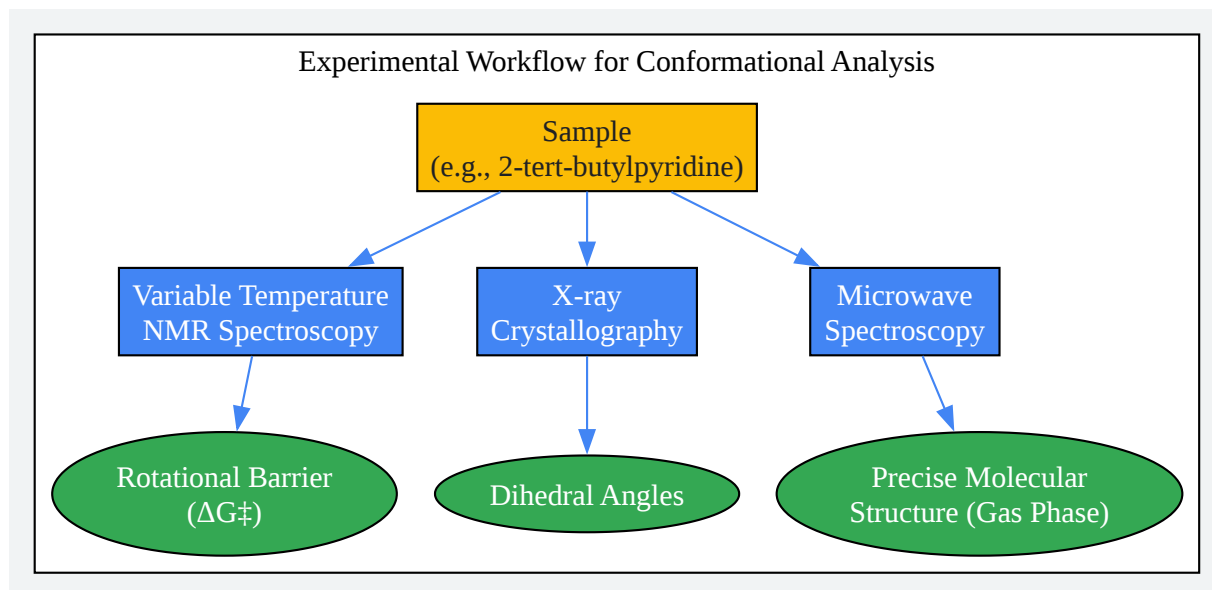 Experimental Workflow for Conformational Analysis
Sample
(e.g., 2-tert-butylpyridine)
Variable Temperature
NMR Spectroscopy
X-ray
Crystallography
Microwave
Spectroscopy
Rotational Barrier
(ΔG‡)
Dihedral Angles
Precise Molecular
Structure (Gas Phase)